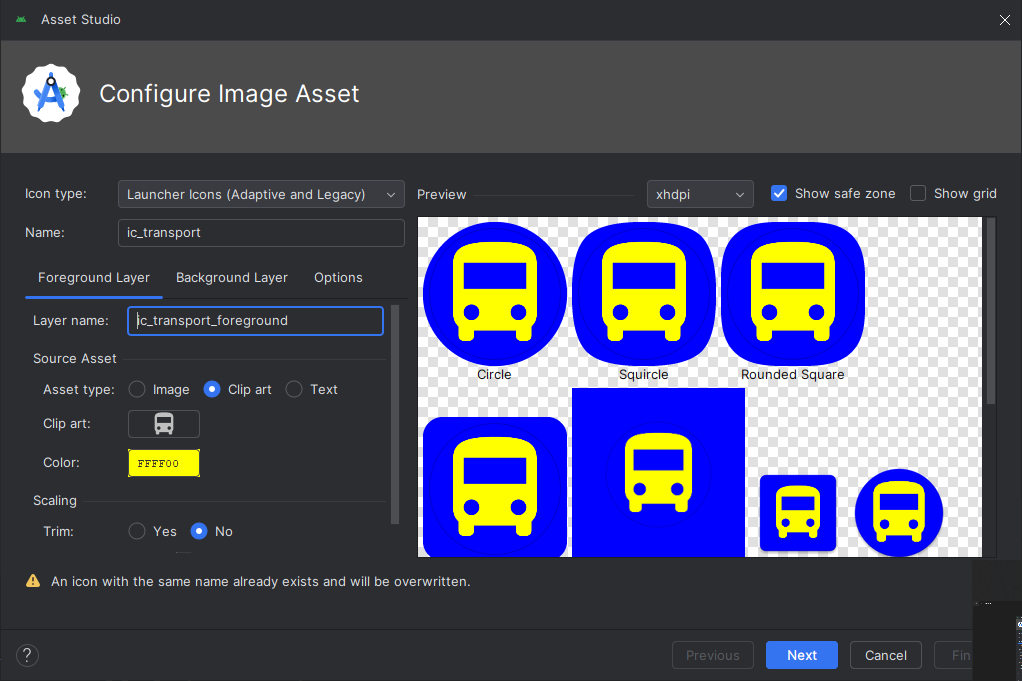 Asset Studio
Configure Image Asset
Icon type:
Launcher Icons (Adaptive and Legacy)
Preview
xhdpi
Show safe zone
Show grid
Name:
ic_transport
Foreground Layer
Background Layer
Options
Layer name:
ic_transport_foreground
Source Asset
Asset type:
Image
Clip art
Text
Clip art:
Color:
FFFF00
Scaling
Trim:
Yes
No
Circle
Squircle
Rounded Square
An icon with the same name already exists and will be overwritten.
?
Previous
Next
Cancel
Fin